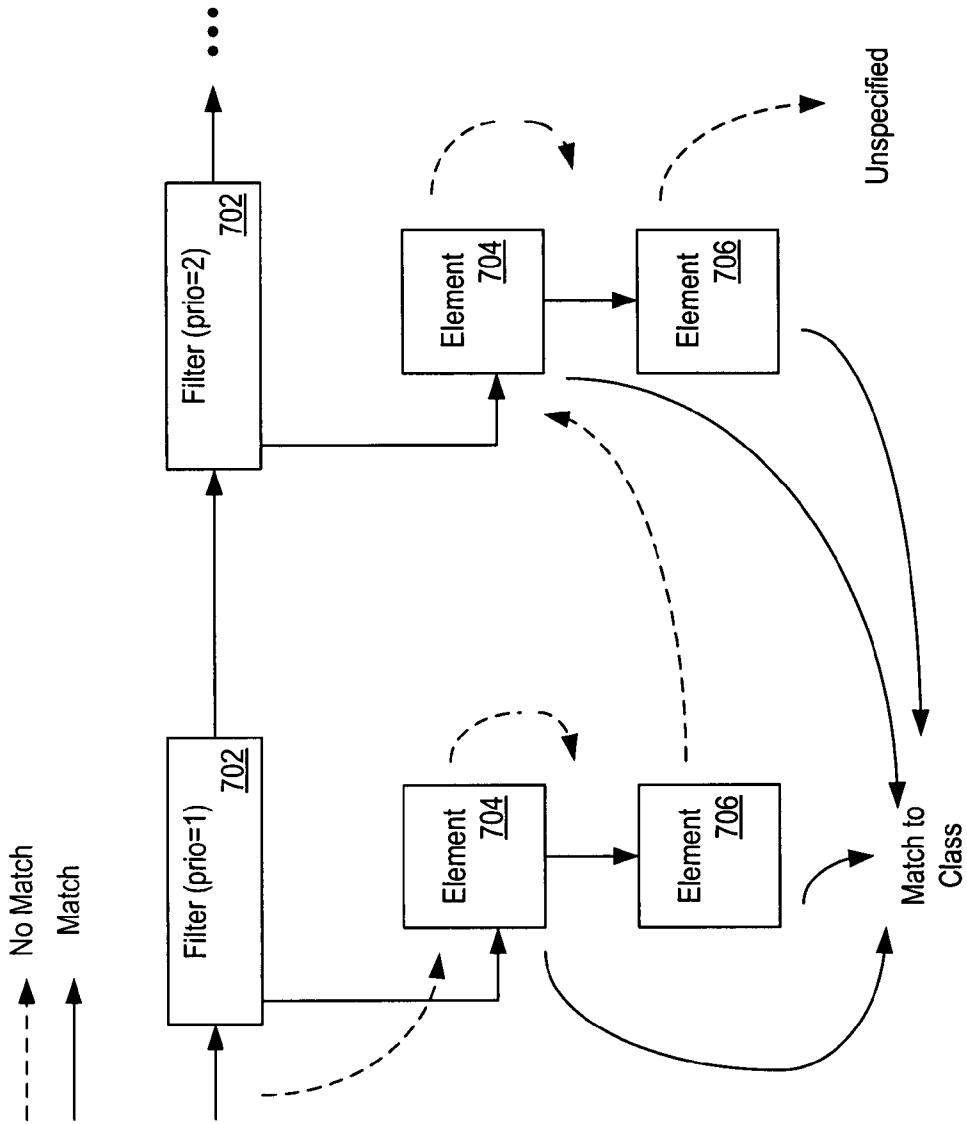 No Match
Match
Filter (prio=1)
702
Filter (prio=2)
702
Element
704
Element
704
Element
706
Element
706
Match to
Class
Unspecified